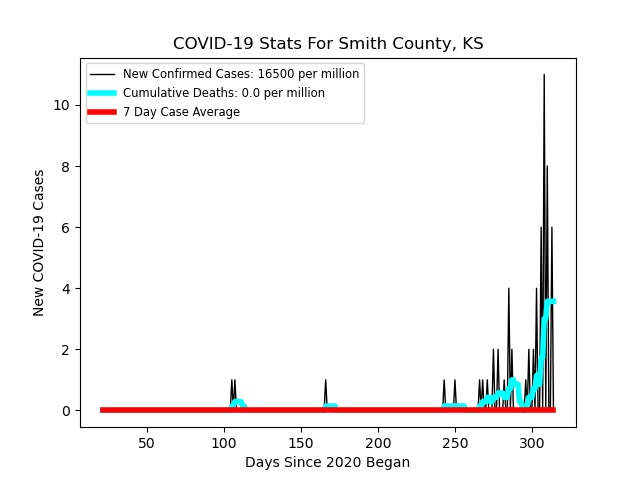 COVID-19 Stats For Smith County, KS
New Confirmed Cases: 16500 per million
Cumulative Deaths: 0.0 per million
7 Day Case Average
New COVID-19 Cases
10
8
6
4
2
0
50 100 150 200 250 300
Days Since 2020 Began